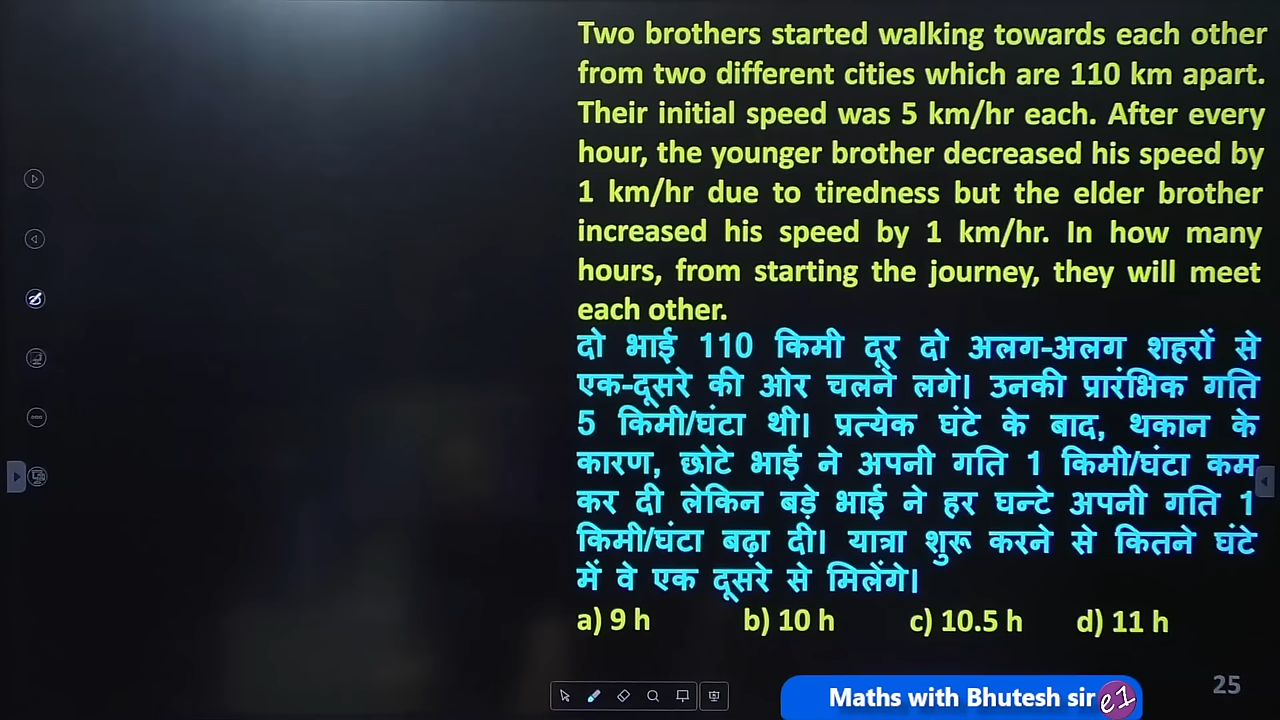 Two brothers started walking towards each other
from two different cities which are 110 km apart.
Their initial speed was 5 km/hr each. After every
hour, the younger brother decreased his speed by
1 km/hr due to tiredness but the elder brother
increased his speed by 1 km/hr. In how many
hours, from starting the journey, they will meet
each other.
दो भाई 110 किमी दूर दो अलग-अलग शहरों से
एक-दूसरे की ओर चलने लगे। उनकी प्रारंभिक गति
5 किमी/घंटा थी। प्रत्येक घंटे के बाद, थकान के
कारण, छोटे भाई ने अपनी गति 1 किमी/घंटा कम
कर दी लेकिन बड़े भाई ने हर घन्टे अपनी गति 1
किमी/घंटा बढ़ा दी। यात्रा शुरू करने से कितने घंटे
में वे एक दूसरे से मिलेंगे।
a) 9 h b) 10 h c) 10.5 h d) 11 h
Maths with Bhutesh sir e1
25